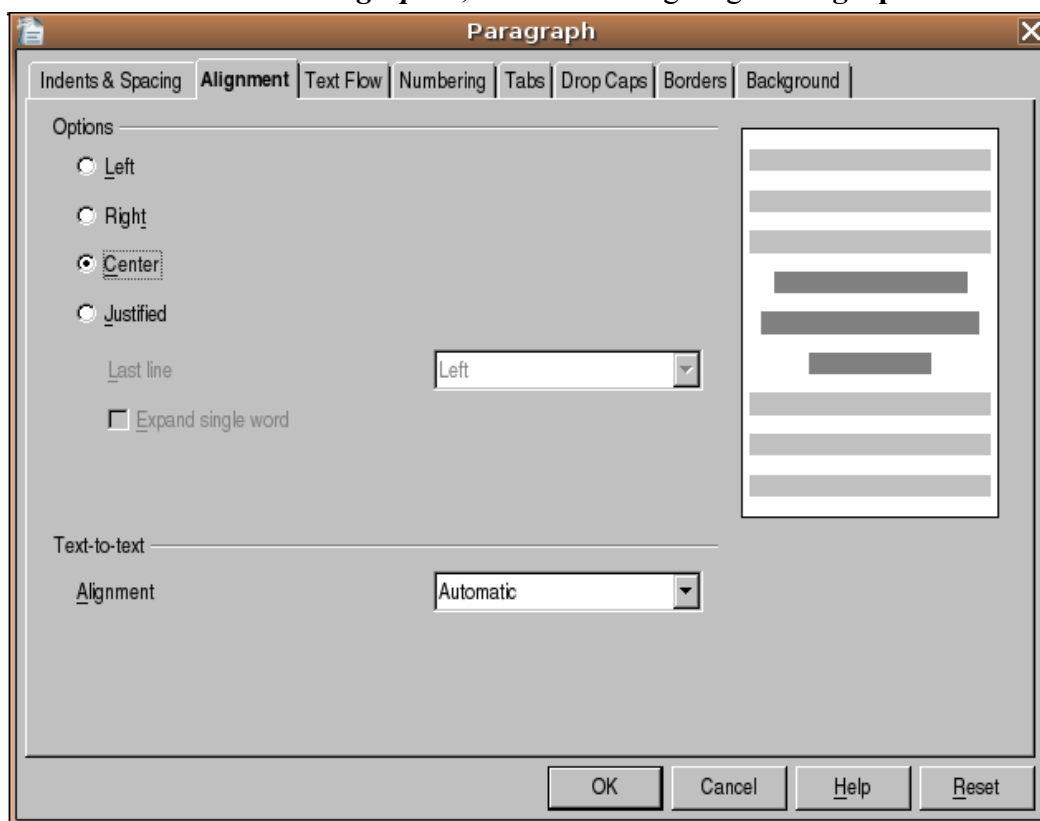 Paragraph
Indents & Spacing Alignment Text Flow Numbering Tabs Drop Caps Borders Background
Options
Left
Right
Center
Justified
Last line Left
Expand single word
Text-to-text
Alignment Automatic
OK Cancel Help Reset